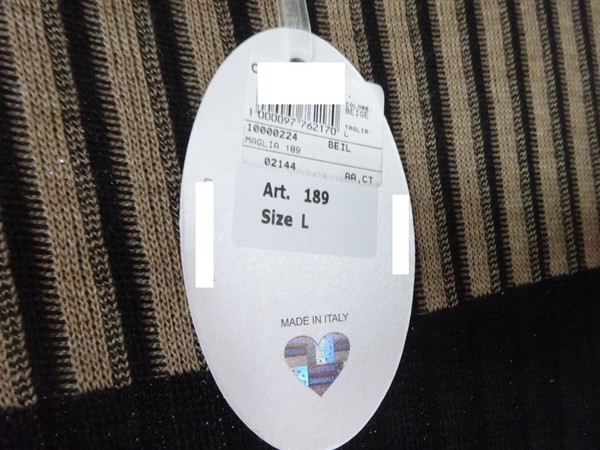 COLORE
BEIGE
1 000097 762170
TAGLIA
L
10000224 BEIL
MAGLIA 189
02144 AA,CT
Art. 189
Size L
MADE IN ITALY